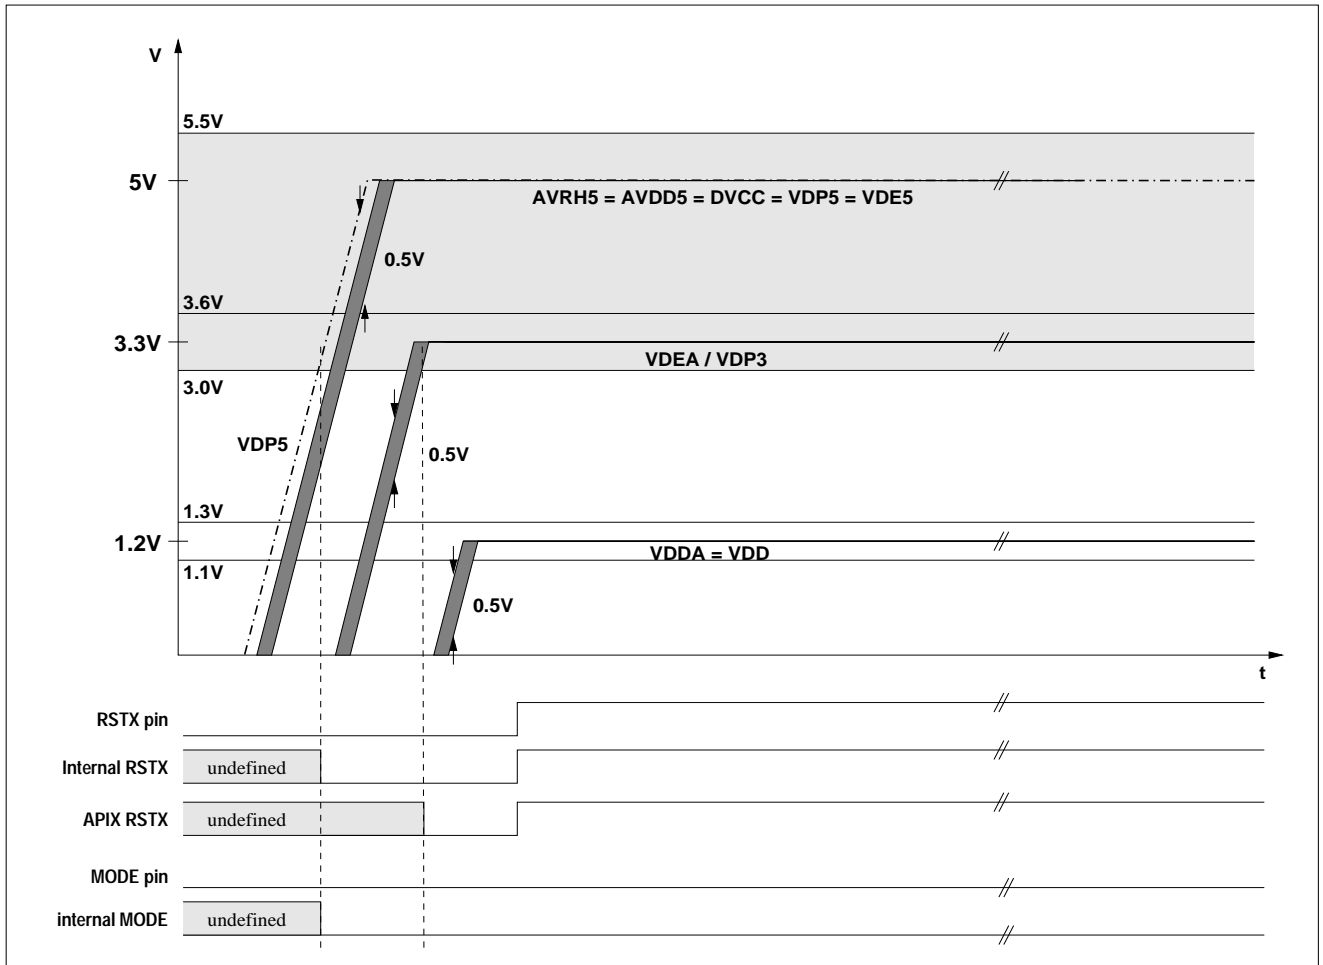 V
5.5V
5V
AVRH5 = AVDD5 = DVCC = VDP5 = VDE5
0.5V
3.6V
3.3V
VDEA / VDP3
3.0V
VDP5
0.5V
1.3V
1.2V
VDDA = VDD
1.1V
0.5V
t
RSTX pin
Internal RSTX
undefined
APIX RSTX
undefined
MODE pin
internal MODE
undefined